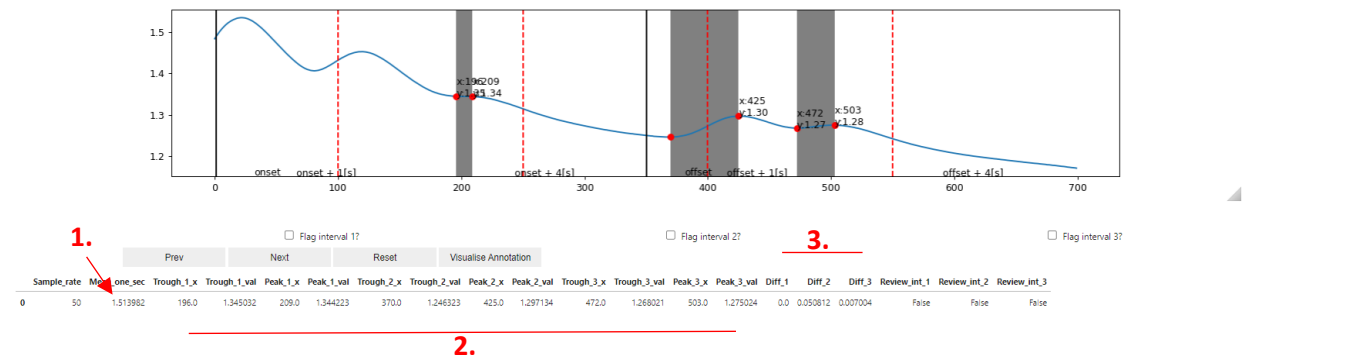 1.5
1.4
x:196 x:209
y:1.35 y:1.34
x:425
y:1.30
1.3
x:472
y:1.27
x:503
y:1.28
1.2
onset onset + 1[s] onset + 4[s] offset offset + 1[s] offset + 4[s]
0 100 200 300 400 500 600 700
1.
Flag interval 1? Flag interval 2? Flag interval 3?
3.
Prev Next Reset Visualise Annotation
Sample_rate one_sec Trough_1_x Trough_1_val Peak_1_x Peak_1_val Trough_2_x Trough_2_val Peak_2_x Peak_2_val Trough_3_x Trough_3_val Peak_3_x Peak_3_val Diff_1 Diff_2 Diff_3 Review_int_1 Review_int_2 Review_int_3
0 50 1.513982 196.0 1.345032 209.0 1.344223 370.0 1.246323 425.0 1.297134 472.0 1.268021 503.0 1.275024 0.0 0.050812 0.007004 False False False
2.